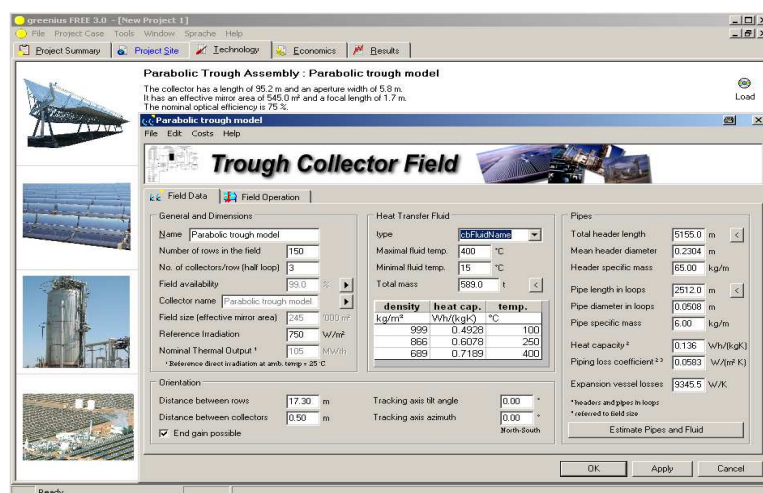 greenius FREE 3.0 - [New Project 1]
File Project Case Tools Window Sprache Help
Project Summary Project Site Technology Economics Results
Parabolic Trough Assembly : Parabolic trough model
The collector has a length of 95.2 m and an aperture width of 5.8 m.
It has an effective mirror area of 545.0 m² and a focal length of 1.7 m.
The nominal optical efficiency is 75 %.
Load
Parabolic trough model
File Edit Costs Help
Trough Collector Field
Field Data Field Operation
General and Dimensions
Name Parabolic trough model
Number of rows in the field 150
No. of collectors/row (half loop) 3
Field availability 99.0 %
Collector name Parabolic trough model
Field size (effective mirror area) 245 '000 m²
Reference Irradiation 750 W/m²
Nominal Thermal Output ¹ 105 MWth
¹ Reference direct irradiation at amb. temp = 25 °C
Heat Transfer Fluid
type cbFluidName
Maximal fluid temp. 400 °C
Minimal fluid temp. 15 °C
Total mass 589.0 t <
density heat cap. temp.
kg/m³ Wh/(kgK) °C
999 0.4928 100
866 0.6078 250
689 0.7189 400
Pipes
Total header length 5155.0 m <
Mean header diameter 0.2304 m
Header specific mass 65.00 kg/m
Pipe length in loops 2512.0 m <
Pipe diameter in loops 0.0508 m
Pipe specific mass 6.00 kg/m
Heat capacity ² 0.136 Wh/(kgK)
Piping loss coefficient ² ³ 0.0583 W/(m² K)
Expansion vessel losses 9345.5 W/K
² headers and pipes in loops
³ referred to field size
Estimate Pipes and Fluid
Orientation
Distance between rows 17.30 m
Distance between collectors 0.50 m
End gain possible
Tracking axis tilt angle 0.00 °
Tracking axis azimuth 0.00 °
North-South
OK Apply Cancel
Ready